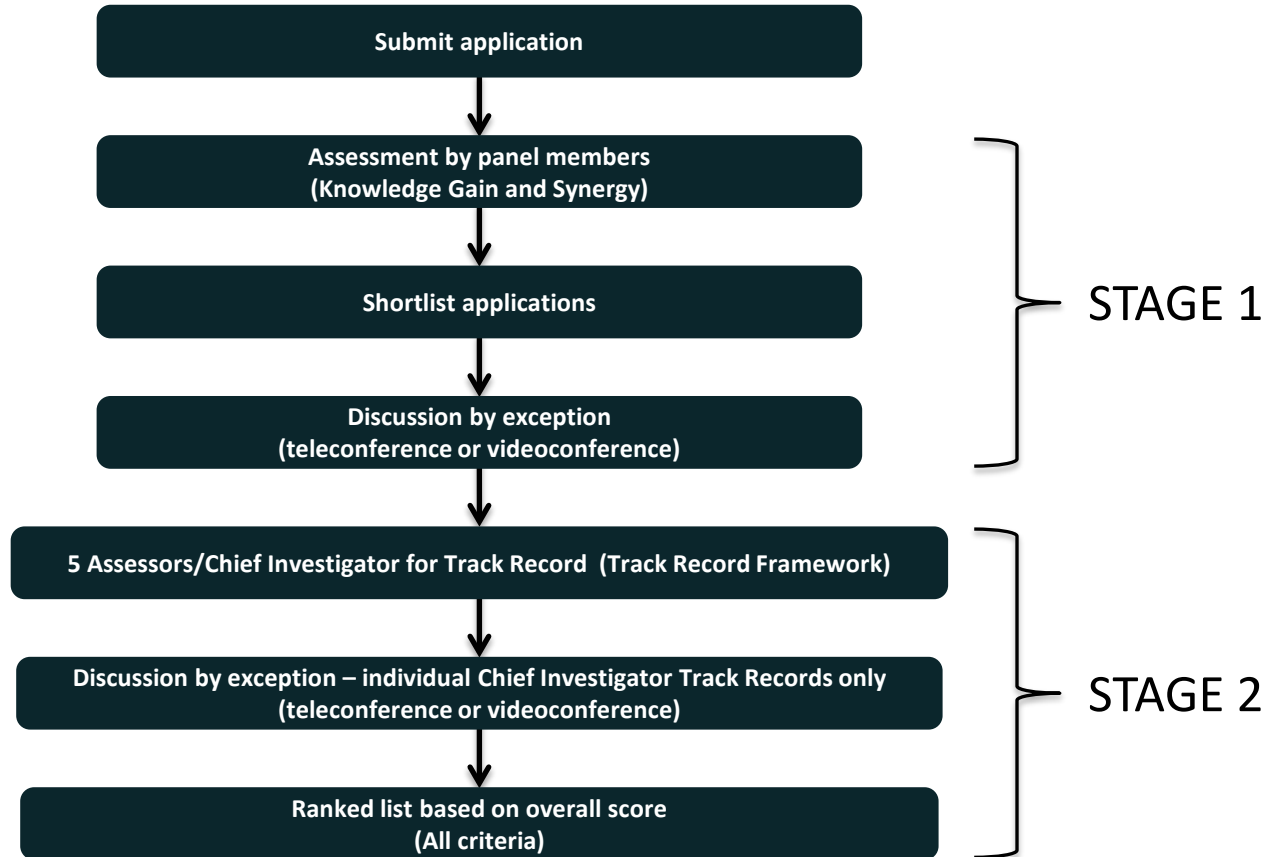 Submit application
Assessment by panel members
(Knowledge Gain and Synergy)
Shortlist applications
Discussion by exception
(teleconference or videoconference)
STAGE 1
5 Assessors/Chief Investigator for Track Record (Track Record Framework)
Discussion by exception – individual Chief Investigator Track Records only
(teleconference or videoconference)
Ranked list based on overall score
(All criteria)
STAGE 2